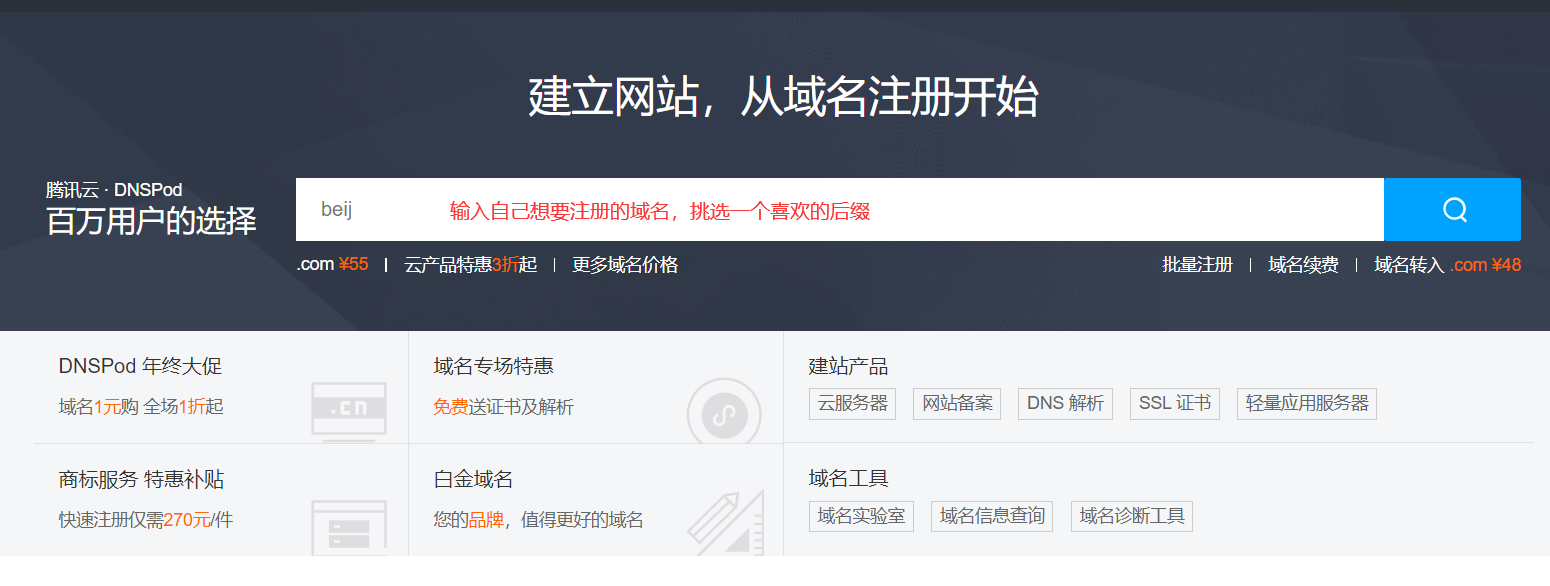 建立网站，从域名注册开始
腾讯云 · DNSPod
百万用户的选择
beij
输入自己想要注册的域名，挑选一个喜欢的后缀
.com ¥55 | 云产品特惠3折起 | 更多域名价格
批量注册 | 域名续费 | 域名转入 .com ¥48
DNSPod 年终大促
域名1元购 全场1折起
.cn
域名专场特惠
免费送证书及解析
建站产品
云服务器 网站备案 DNS 解析 SSL 证书 轻量应用服务器
商标服务 特惠补贴
快速注册仅需270元/件
白金域名
您的品牌，值得更好的域名
域名工具
域名实验室 域名信息查询 域名诊断工具